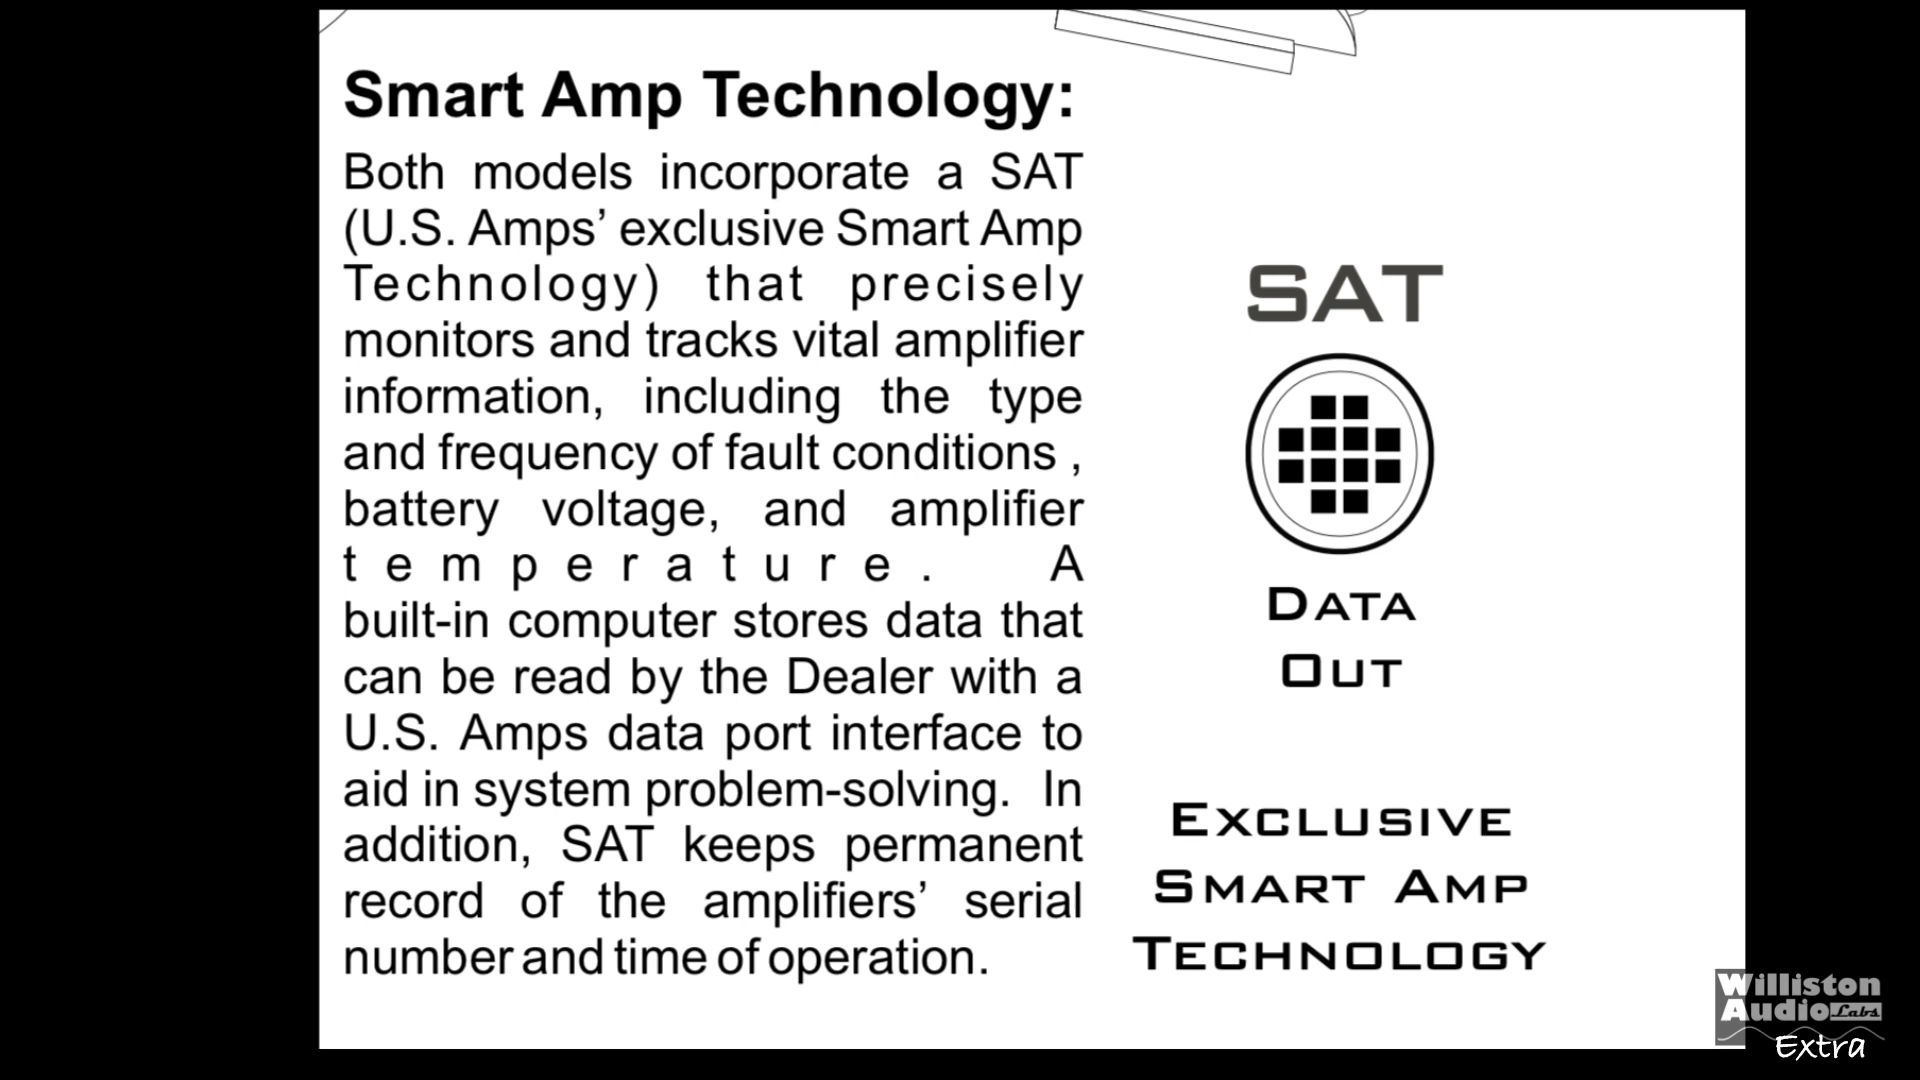 Smart Amp Technology:
Both models incorporate a SAT
(U.S. Amps’ exclusive Smart Amp
Technology) that precisely
monitors and tracks vital amplifier
information, including the type
and frequency of fault conditions ,
battery voltage, and amplifier
temperature. A
built-in computer stores data that
can be read by the Dealer with a
U.S. Amps data port interface to
aid in system problem-solving. In
addition, SAT keeps permanent
record of the amplifiers’ serial
number and time of operation.
SAT
DATA
OUT
EXCLUSIVE
SMART AMP
TECHNOLOGY
Williston
Audio Labs
Extra